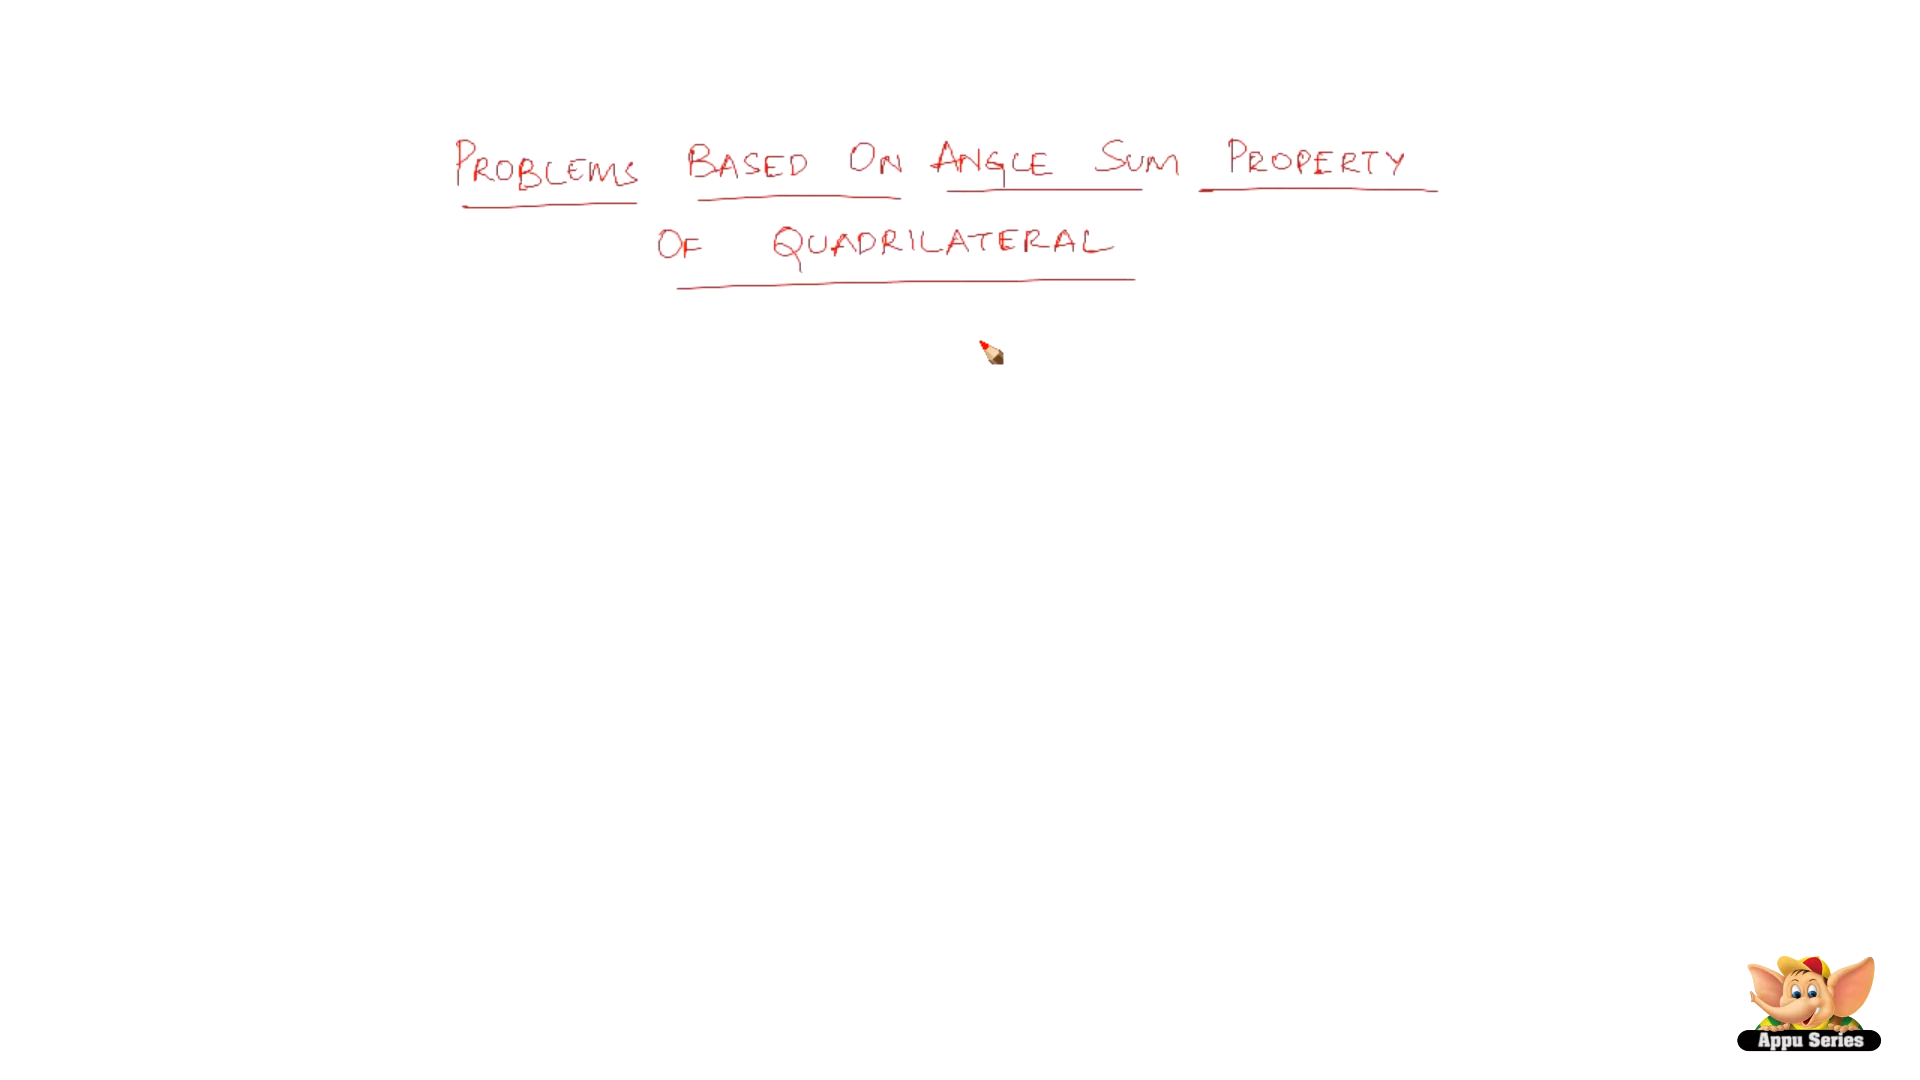 PROBLEMS BASED ON ANGLE SUM PROPERTY
OF QUADRILATERAL
Appu Series